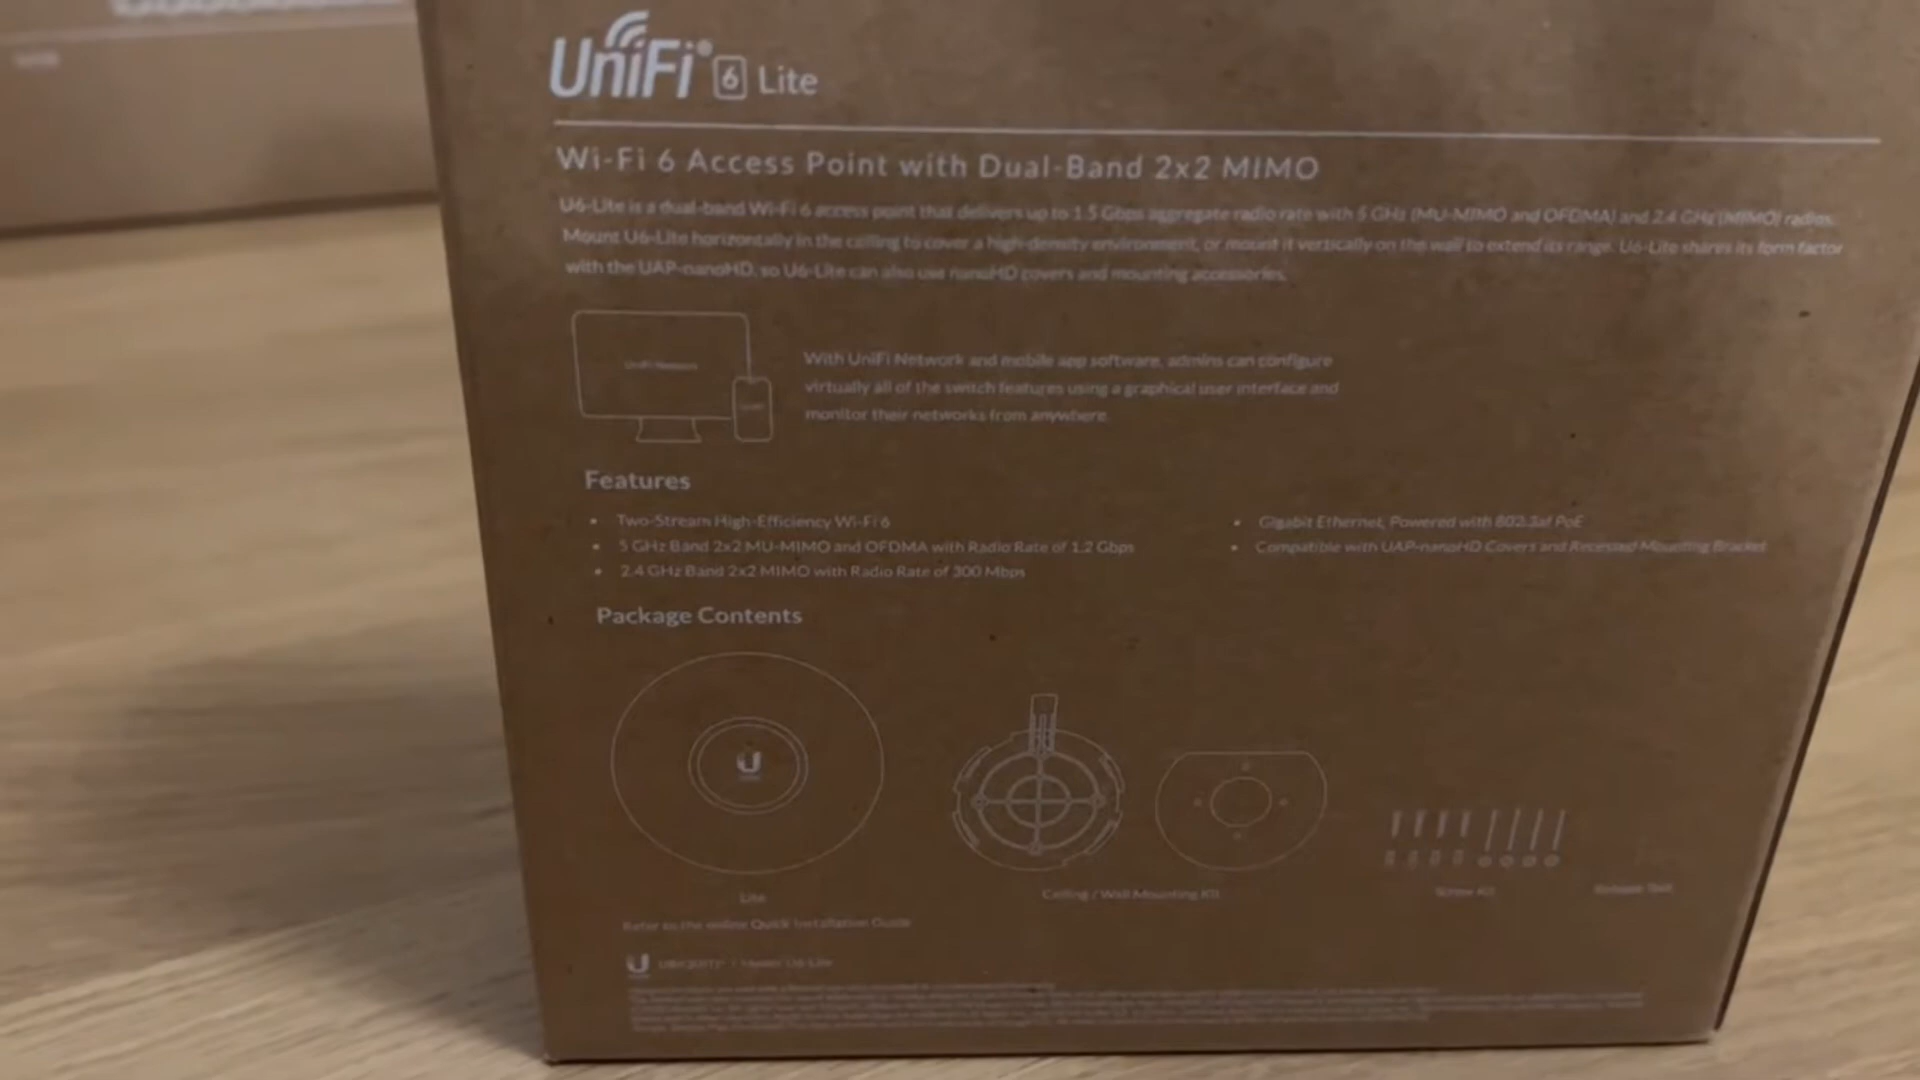 UniFi 6 Lite
Wi-Fi 6 Access Point with Dual-Band 2x2 MIMO
U6-Lite is a dual-band Wi-Fi 6 access point that delivers up to 1.5 Gbps aggregate radio rate with 5 GHz (MU-MIMO and OFDMA) and 2.4 GHz (MIMO) radios.
Mount U6-Lite horizontally in the ceiling to cover a high-density environment, or mount it vertically on the wall to extend its range. U6-Lite shares its form factor
with the UAP-nanoHD, so U6-Lite can also use nanoHD covers and mounting accessories.
UniFi Network
With UniFi Network and mobile app software, admins can configure
virtually all of the switch features using a graphical user interface and
monitor their networks from anywhere.
Features
• Two-Stream High-Efficiency Wi-Fi 6
• 5 GHz Band 2x2 MU-MIMO and OFDMA with Radio Rate of 1.2 Gbps
• 2.4 GHz Band 2x2 MIMO with Radio Rate of 300 Mbps
• Gigabit Ethernet, Powered with 802.3af PoE
• Compatible with UAP-nanoHD Covers and Recessed Mounting Bracket
Package Contents
U
Lite
Ceiling / Wall Mounting Kit
Screw Kit
Refer to the online Quick Installation Guide
U Model: U6-Lite